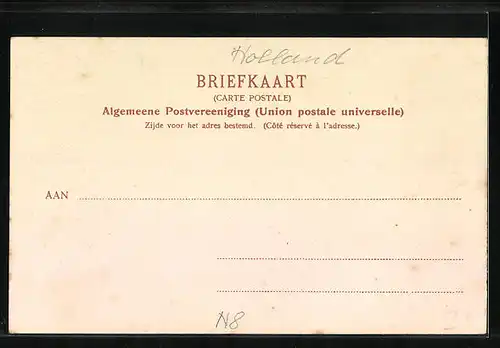 Holland
BRIEFKAART
(CARTE POSTALE)
Algemeene Postvereeniging (Union postale universelle)
Zijde voor het adres bestemd. (Côté réservé à l'adresse.)
AAN
N8